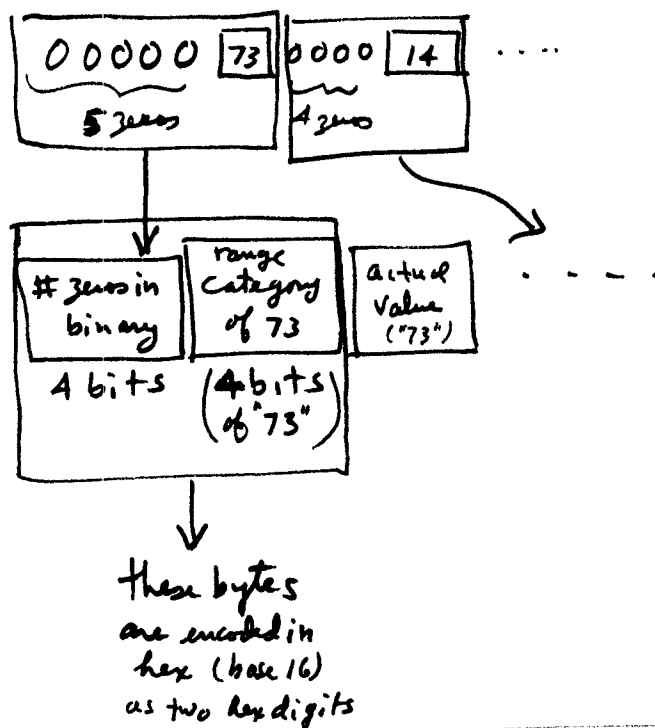 00000 73 0000 14 ....
5 zeros 4 zeros
# zeros in binary
range category of 73
actual value ("73")
- - - -
4 bits
(4 bits of "73")
these bytes
are encoded in
hex (base 16)
as two hex digits